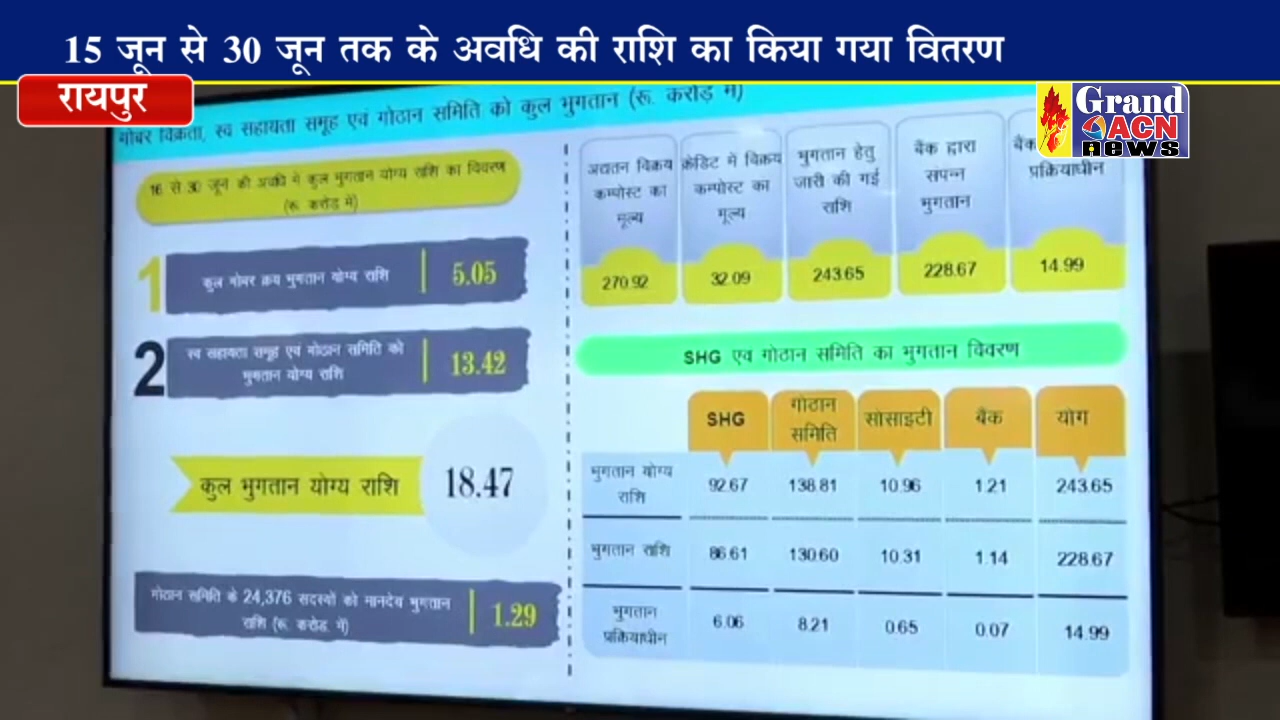 15 जून से 30 जून तक के अवधि की राशि का किया गया वितरण
रायपुर
Grand
ACN
news
गोबर विक्रेता, स्व सहायता समूह एवं गोठान समिति को कुल भुगतान (रू. करोड़ में)
16 से 30 जून की अवधि में कुल भुगतान योग्य राशि का विवरण
(रू. करोड़ में)
1 कुल गोबर क्रय भुगतान योग्य राशि 5.05
2 स्व सहायता समूह एवं गोठान समिति को
भुगतान योग्य राशि 13.42
कुल भुगतान योग्य राशि 18.47
गोठान समिति के 24,376 सदस्यों को मानदेय भुगतान
राशि (रू. करोड़ में) 1.29
अद्यतन विक्रय
कम्पोस्ट का
मूल्य
270.92
क्रेडिट में विक्रय
कम्पोस्ट का
मूल्य
32.09
भुगतान हेतु
जारी की गई
राशि
243.65
बैंक द्वारा
संपन्न
भुगतान
228.67
बैंक
प्रक्रियाधीन
14.99
SHG एवं गोठान समिति का भुगतान विवरण
SHG गोठान समिति सोसाइटी बैंक योग
भुगतान योग्य राशि 92.67 138.81 10.96 1.21 243.65
भुगतान राशि 86.61 130.60 10.31 1.14 228.67
भुगतान प्रक्रियाधीन 6.06 8.21 0.65 0.07 14.99